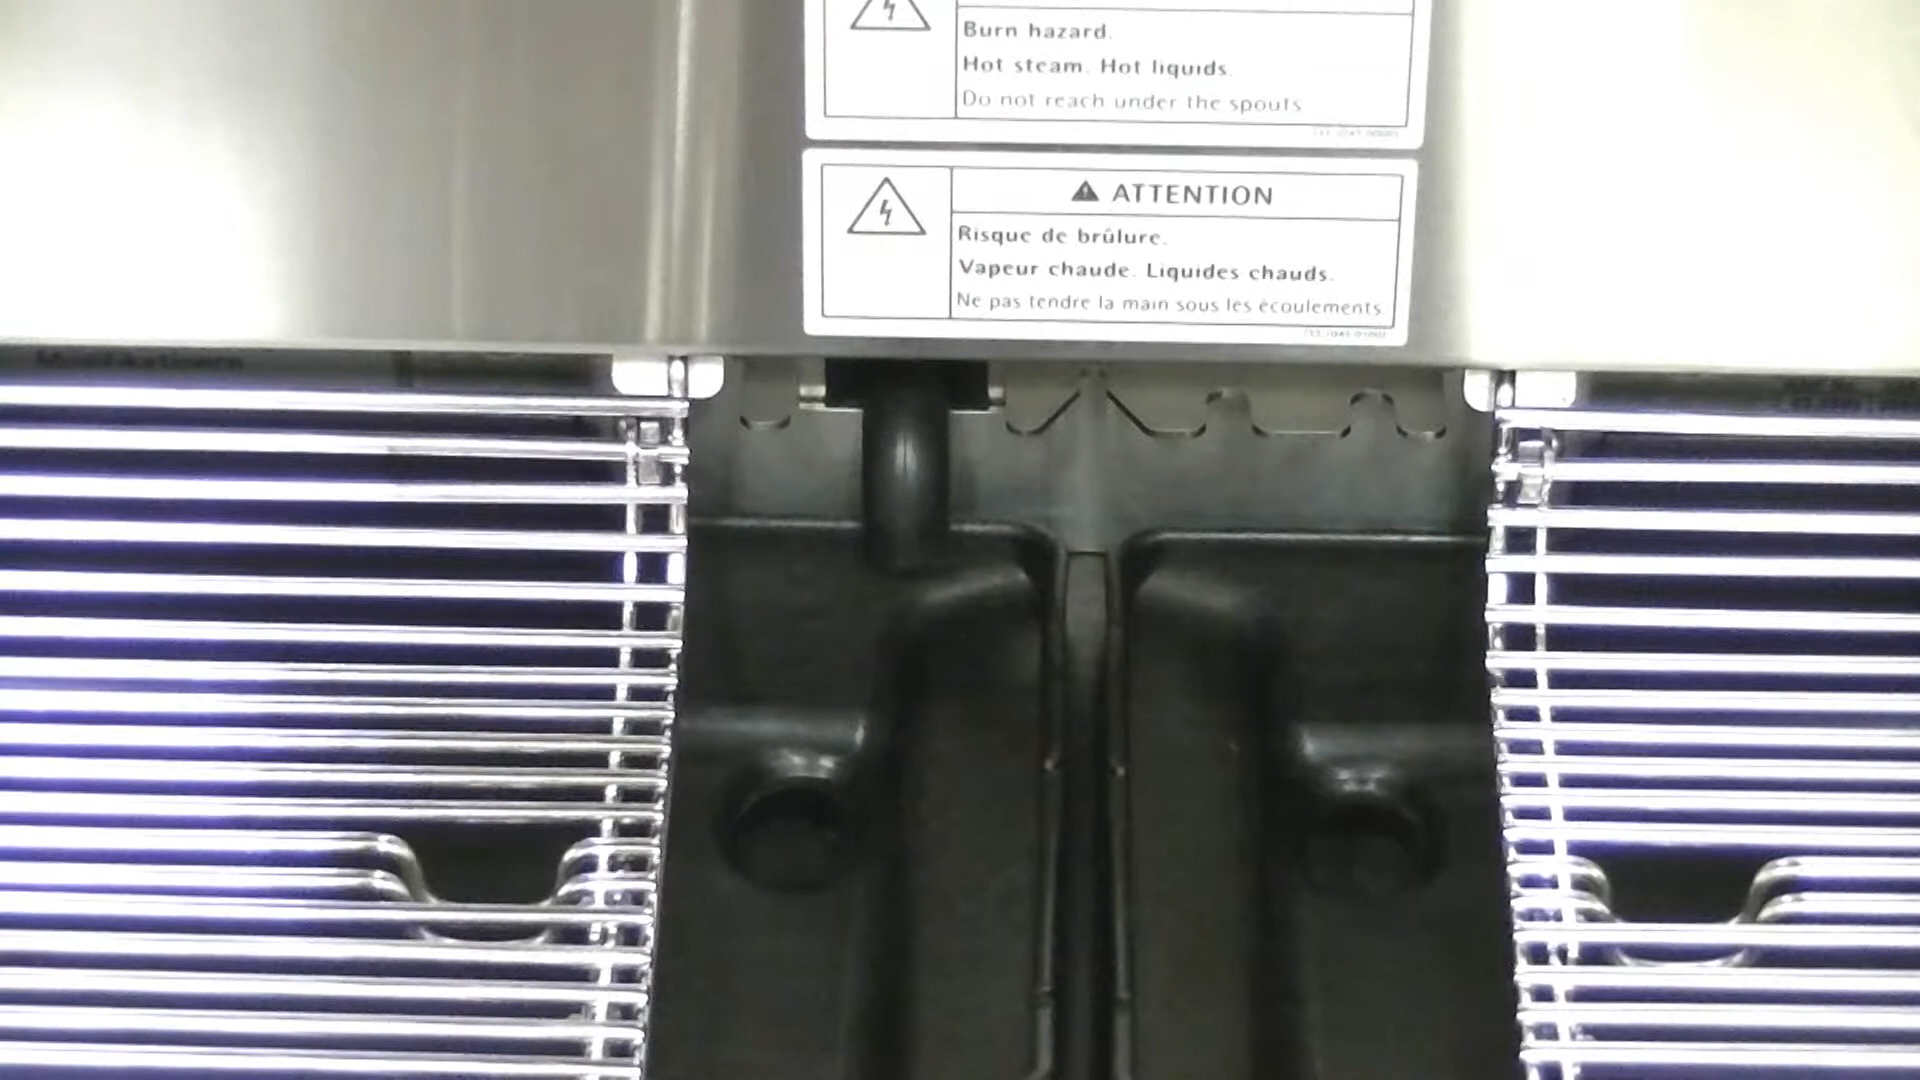 Burn hazard.
Hot steam. Hot liquids.
Do not reach under the spouts
ATTENTION
Risque de brûlure.
Vapeur chaude. Liquides chauds.
Ne pas tendre la main sous les écoulements